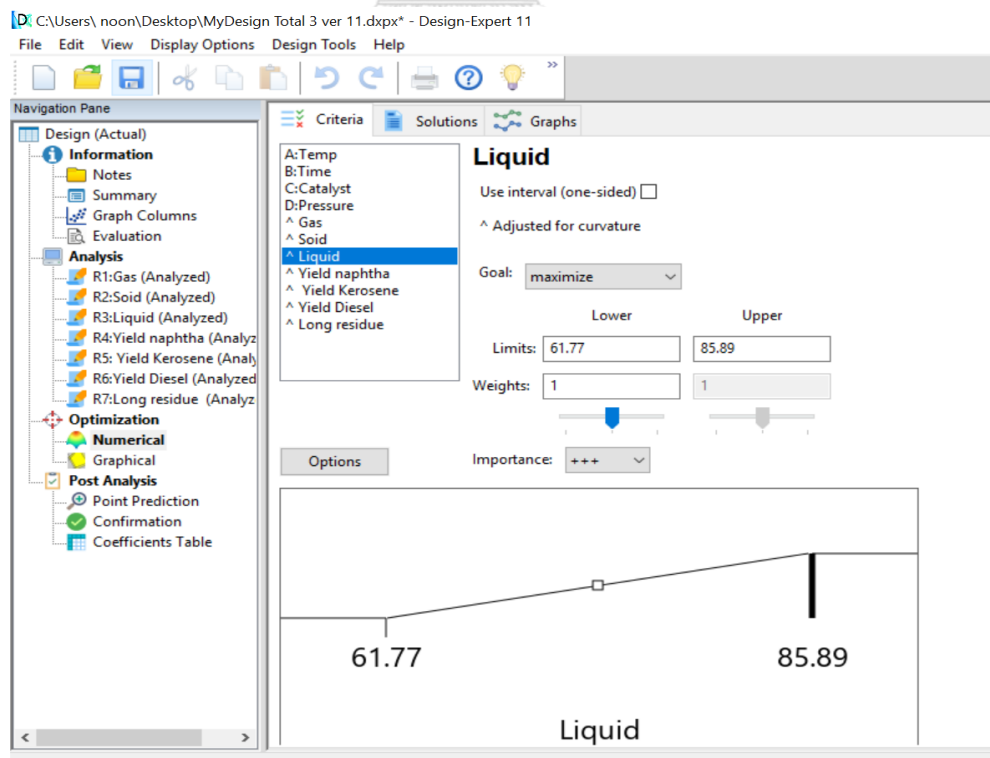 C:\Users\ noon\Desktop\MyDesign Total 3 ver 11.dxpx* - Design-Expert 11
File Edit View Display Options Design Tools Help
Navigation Pane
Design (Actual)
Information
Notes
Summary
Graph Columns
Evaluation
Analysis
R1:Gas (Analyzed)
R2:Soid (Analyzed)
R3:Liquid (Analyzed)
R4:Yield naphtha (Analyz
R5: Yield Kerosene (Analy
R6:Yield Diesel (Analyzed
R7:Long residue (Analyz
Optimization
Numerical
Graphical
Post Analysis
Point Prediction
Confirmation
Coefficients Table
Criteria Solutions Graphs
A:Temp
B:Time
C:Catalyst
D:Pressure
^ Gas
^ Soid
^ Liquid
^ Yield naphtha
^ Yield Kerosene
^ Yield Diesel
^ Long residue
Options
Liquid
Use interval (one-sided)
^ Adjusted for curvature
Goal: maximize
Lower Upper
Limits: 61.77 85.89
Weights: 1 1
Importance: +++
61.77 85.89
Liquid